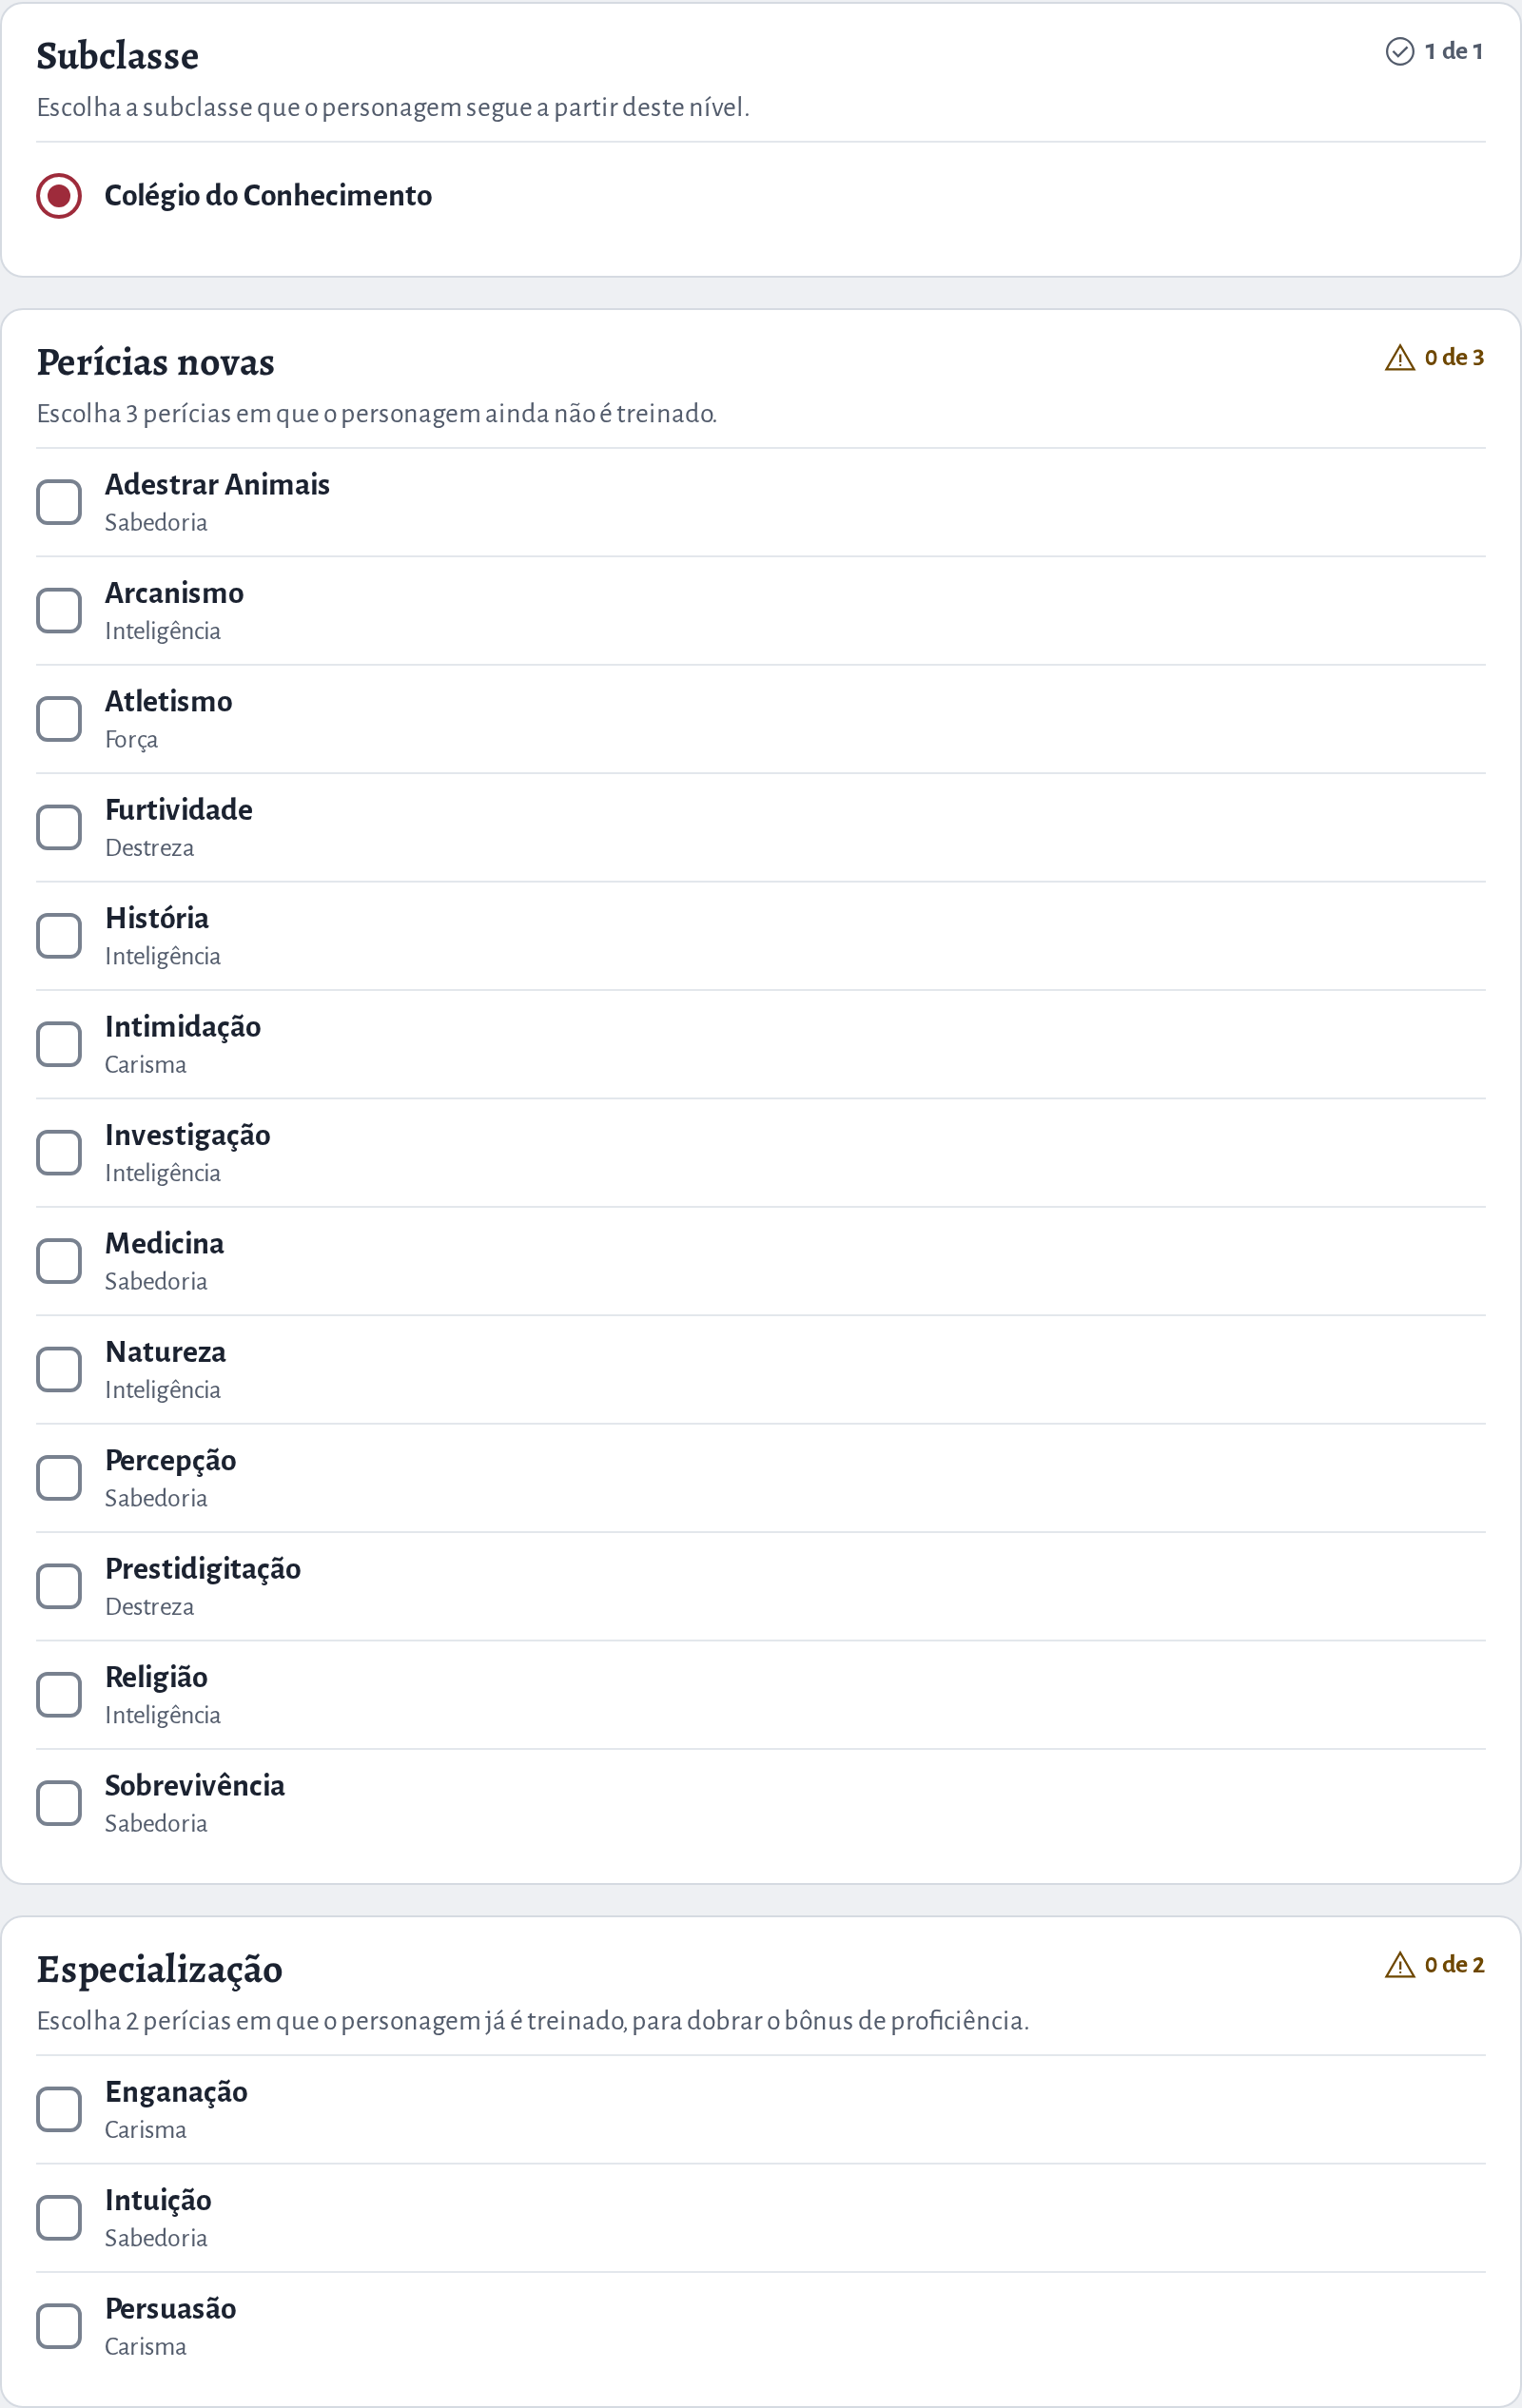 Subclasse
1 de 1
Escolha a subclasse que o personagem segue a partir deste nível.
Colégio do Conhecimento
Perícias novas
0 de 3
Escolha 3 perícias em que o personagem ainda não é treinado.
Adestrar Animais
Sabedoria
Arcanismo
Inteligência
Atletismo
Força
Furtividade
Destreza
História
Inteligência
Intimidação
Carisma
Investigação
Inteligência
Medicina
Sabedoria
Natureza
Inteligência
Percepção
Sabedoria
Prestidigitação
Destreza
Religião
Inteligência
Sobrevivência
Sabedoria
Especialização
0 de 2
Escolha 2 perícias em que o personagem já é treinado, para dobrar o bônus de proficiência.
Enganação
Carisma
Intuição
Sabedoria
Persuasão
Carisma